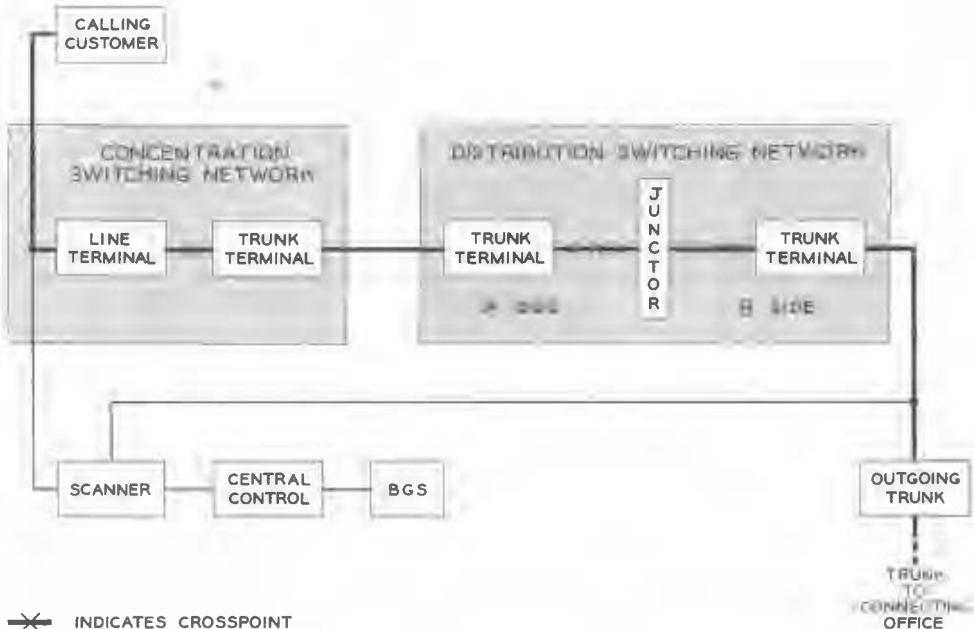 CALLING
CUSTOMER
CONCENTRATION
SWITCHING NETWORK
DISTRIBUTION SWITCHING NETWORK
LINE
TERMINAL
TRUNK
TERMINAL
TRUNK
TERMINAL
JUNCTOR
TRUNK
TERMINAL
B SIDE
SCANNER
CENTRAL
CONTROL
BGS
OUTGOING
TRUNK
TRUNK
TO
CONNECTING
OFFICE
INDICATES CROSSPOINT